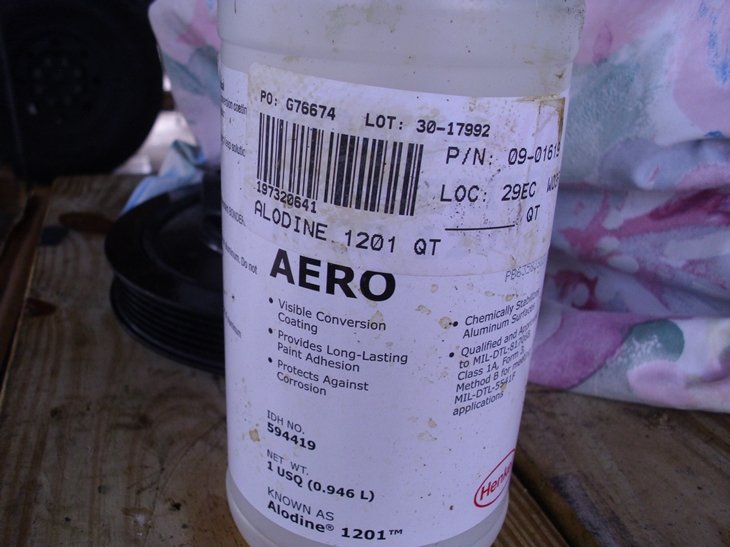 PO: G76674 LOT: 30-17992
197320641
P/N: 09-0161
LOC: 29EC
QT
ALODINE 1201 QT
AERO
• Visible Conversion
Coating
• Provides Long-Lasting
Paint Adhesion
• Protects Against
Corrosion
• Chemically
Aluminum
• Qualified and
to
Class 1A, Form
Method B for
MIL-DTL-5541F
applications
IDH NO.
594419
NET WT.
1 USQ (0.946 L)
KNOWN AS
Alodine® 1201™
Henkel